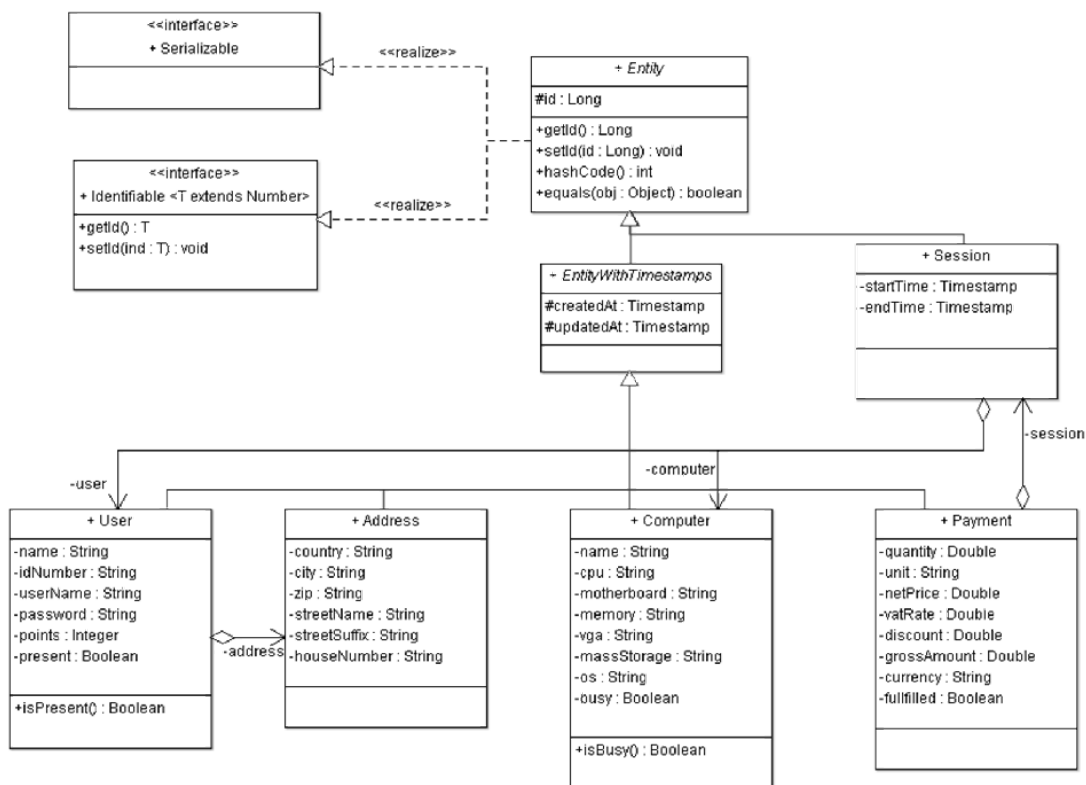 <<interface>>
+ Serializable
<<realize>>
<<interface>>
+ Identifiable <T extends Number>
+getId() : T
+setId(ind : T) : void
<<realize>>
+ Entity
#id : Long
+getId() : Long
+setId(id : Long) : void
+hashCode() : int
+equals(obj : Object) : boolean
+ EntityWithTimestamps
#createdAt : Timestamp
#updatedAt : Timestamp
+ Session
-startTime : Timestamp
-endTime : Timestamp
-session
-user
-computer
+ User
-name : String
-idNumber : String
-userName : String
-password : String
-points : Integer
-present : Boolean
+isPresent() : Boolean
-address
+ Address
-country : String
-city : String
-zip : String
-streetName : String
-streetSuffix : String
-houseNumber : String
+ Computer
-name : String
-cpu : String
-motherboard : String
-memory : String
-vga : String
-massStorage : String
-os : String
-busy : Boolean
+isBusy() : Boolean
+ Payment
-quantity : Double
-unit : String
-netPrice : Double
-vatRate : Double
-discount : Double
-grossAmount : Double
-currency : String
-fullfilled : Boolean